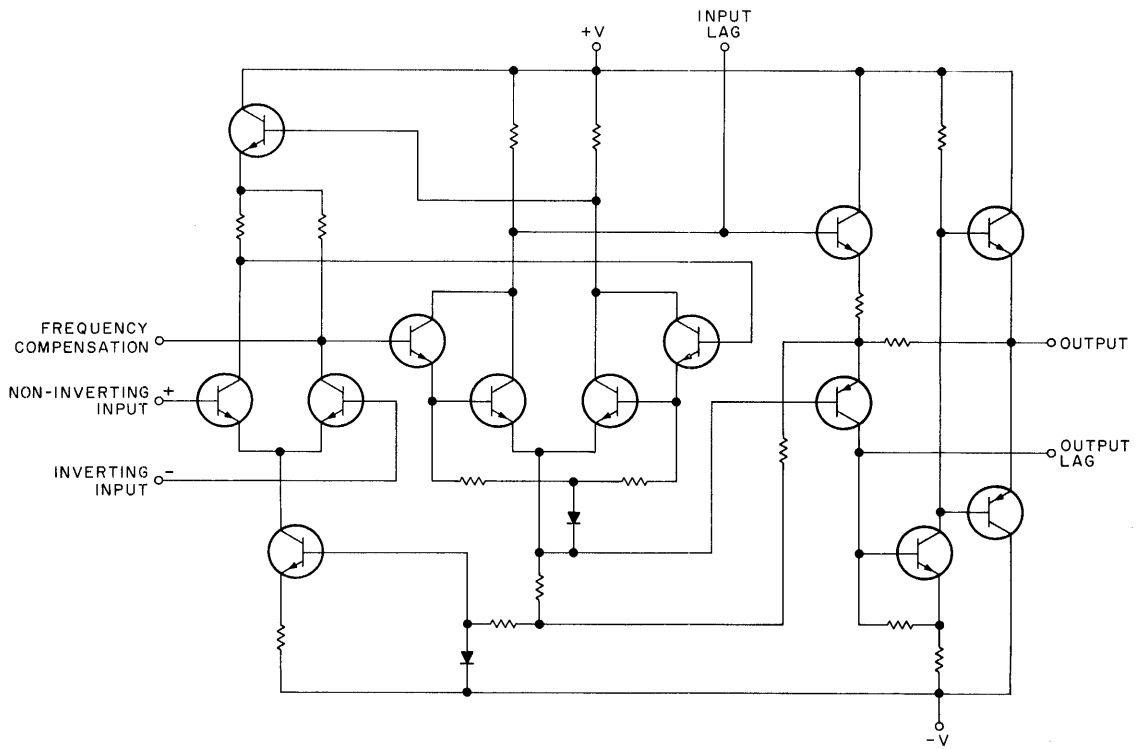 INPUT
LAG
+V
FREQUENCY
COMPENSATION
NON-INVERTING +
INPUT
INVERTING -
INPUT
OUTPUT
OUTPUT
LAG
-V